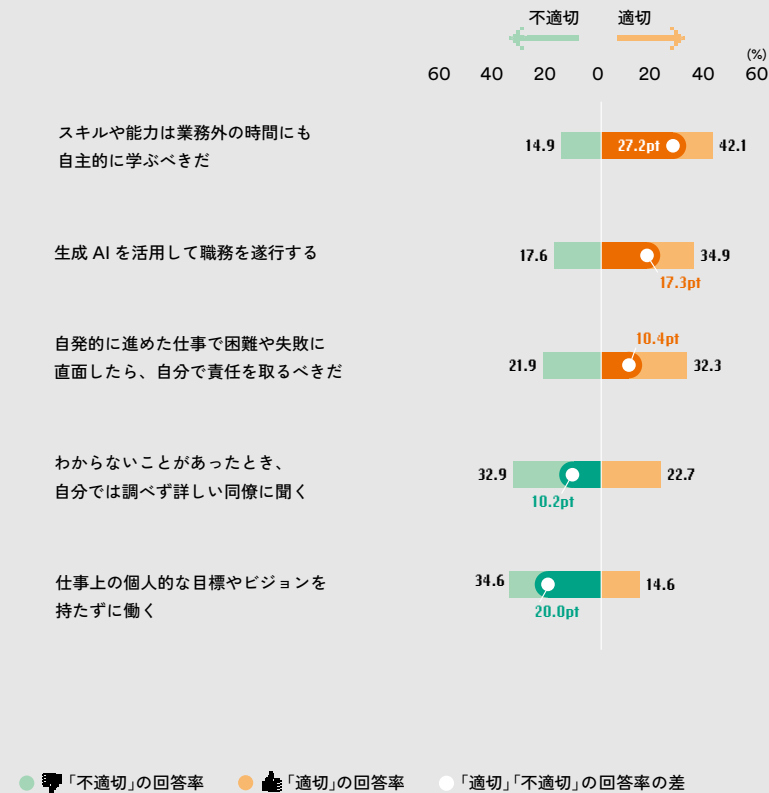 不適切 適切
(%)
60 40 20 0 20 40 60
スキルや能力は業務外の時間にも
自主的に学ぶべきだ
14.9 27.2pt 42.1
生成 AI を活用して職務を遂行する
17.6 34.9
17.3pt
自発的に進めた仕事で困難や失敗に
直面したら、自分で責任を取るべきだ
10.4pt
21.9 32.3
わからないことがあったとき、
自分では調べず詳しい同僚に聞く
32.9 22.7
10.2pt
仕事上の個人的な目標やビジョンを
持たずに働く
34.6 14.6
20.0pt
「不適切」の回答率 「適切」の回答率 「適切」「不適切」の回答率の差